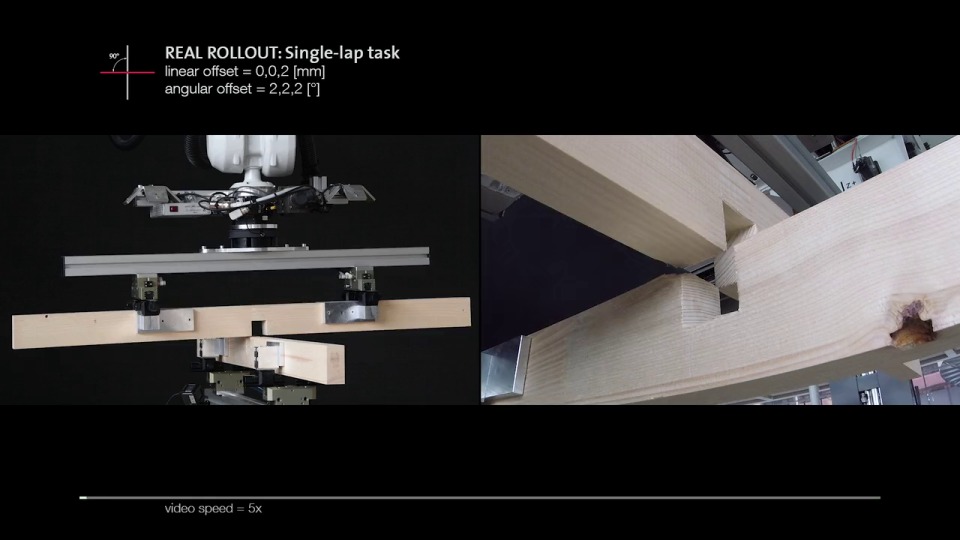 90°
REAL ROLLOUT: Single-lap task
linear offset = 0,0,2 [mm]
angular offset = 2,2,2 [°]
video speed = 5x